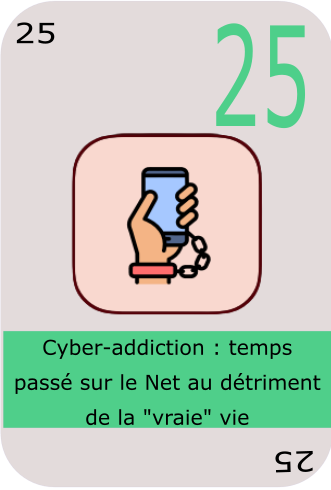 25
25
Cyber-addiction : temps
passé sur le Net au détriment
de la "vraie" vie
25